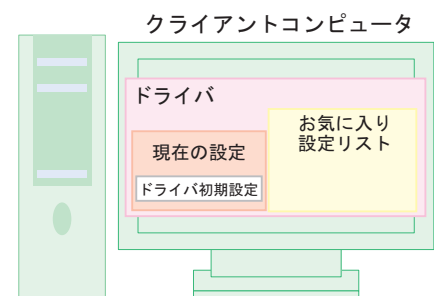 クライアントコンピュータ
ドライバ
お気に入り
設定リスト
現在の設定
ドライバ初期設定